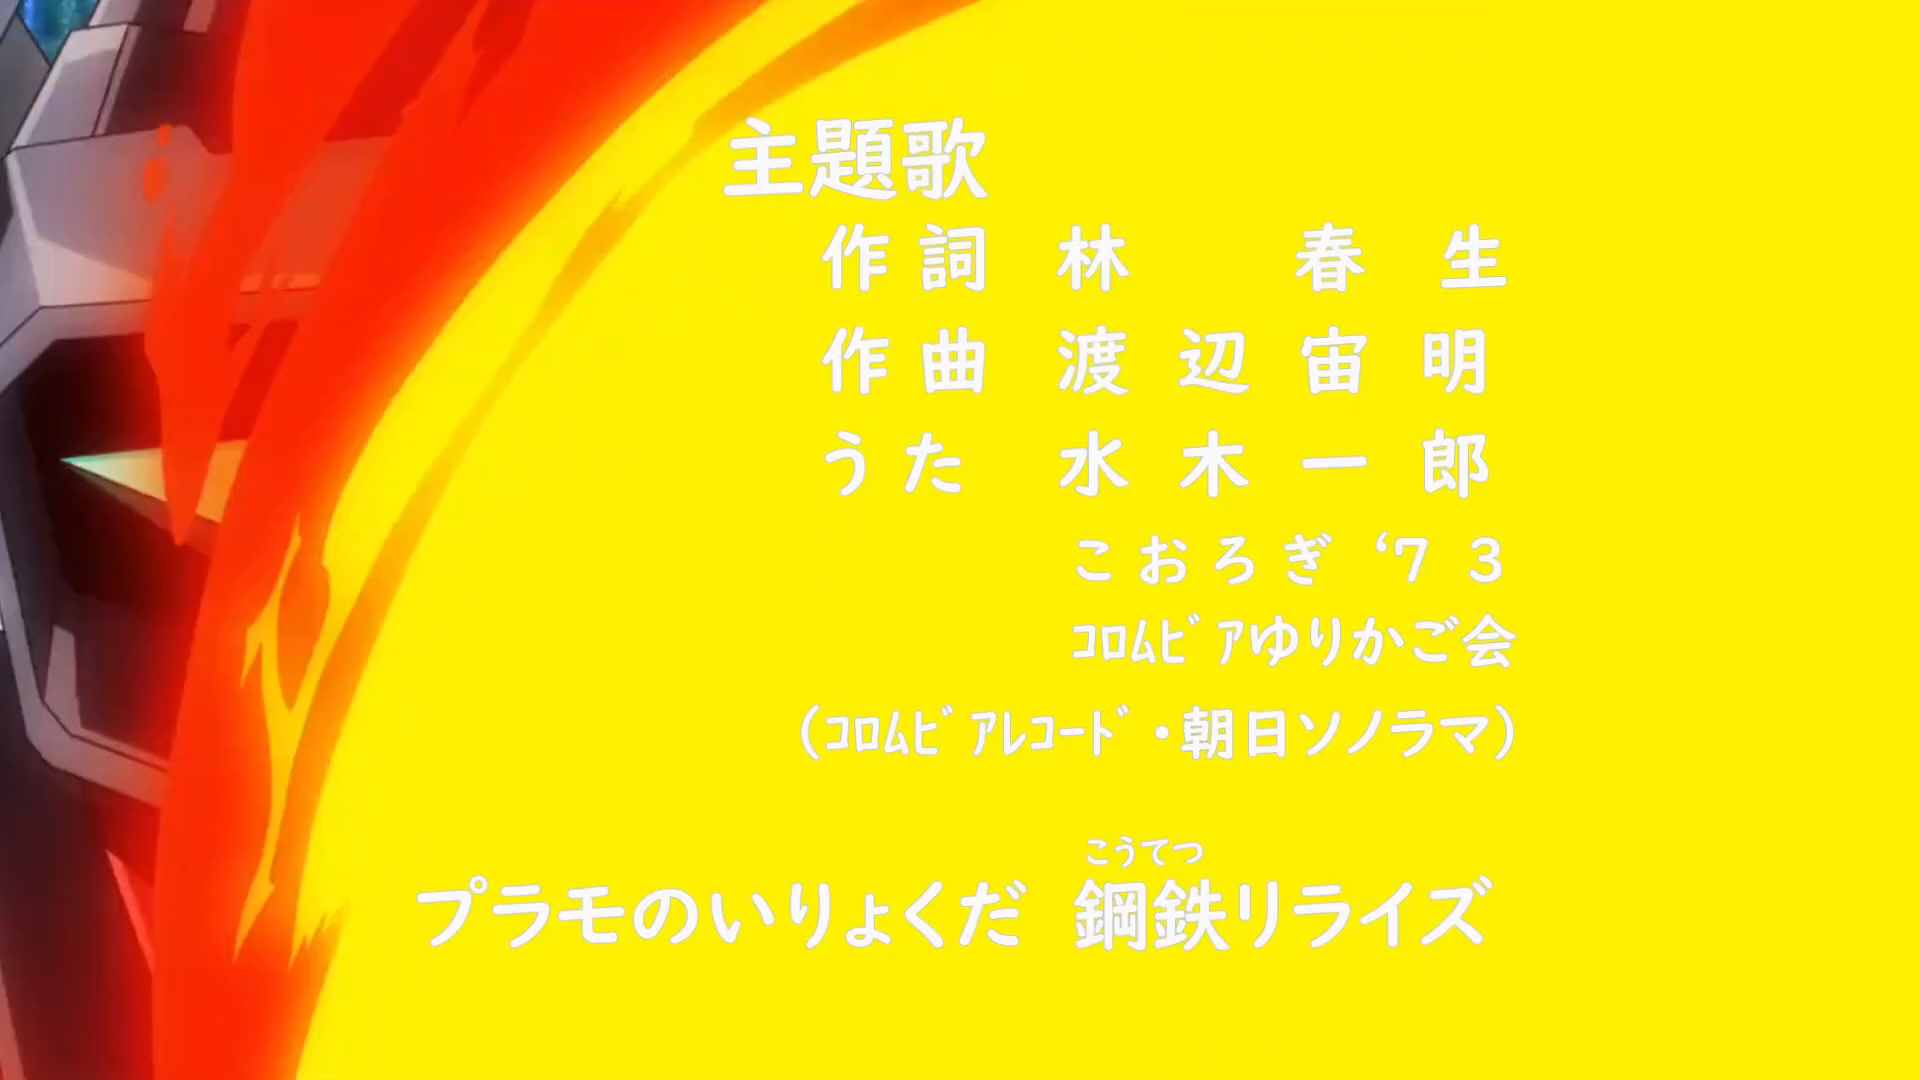 主題歌
作詞 林 春生
作曲 渡辺宙明
うた 水木一郎
こおろぎ ‘73
ｺﾛﾑﾋﾞｱゆりかご会
（ｺﾛﾑﾋﾞｱﾚｺｰﾄﾞ・朝日ソノラマ）
こうてつ
プラモのいりょくだ 鋼鉄リライズ